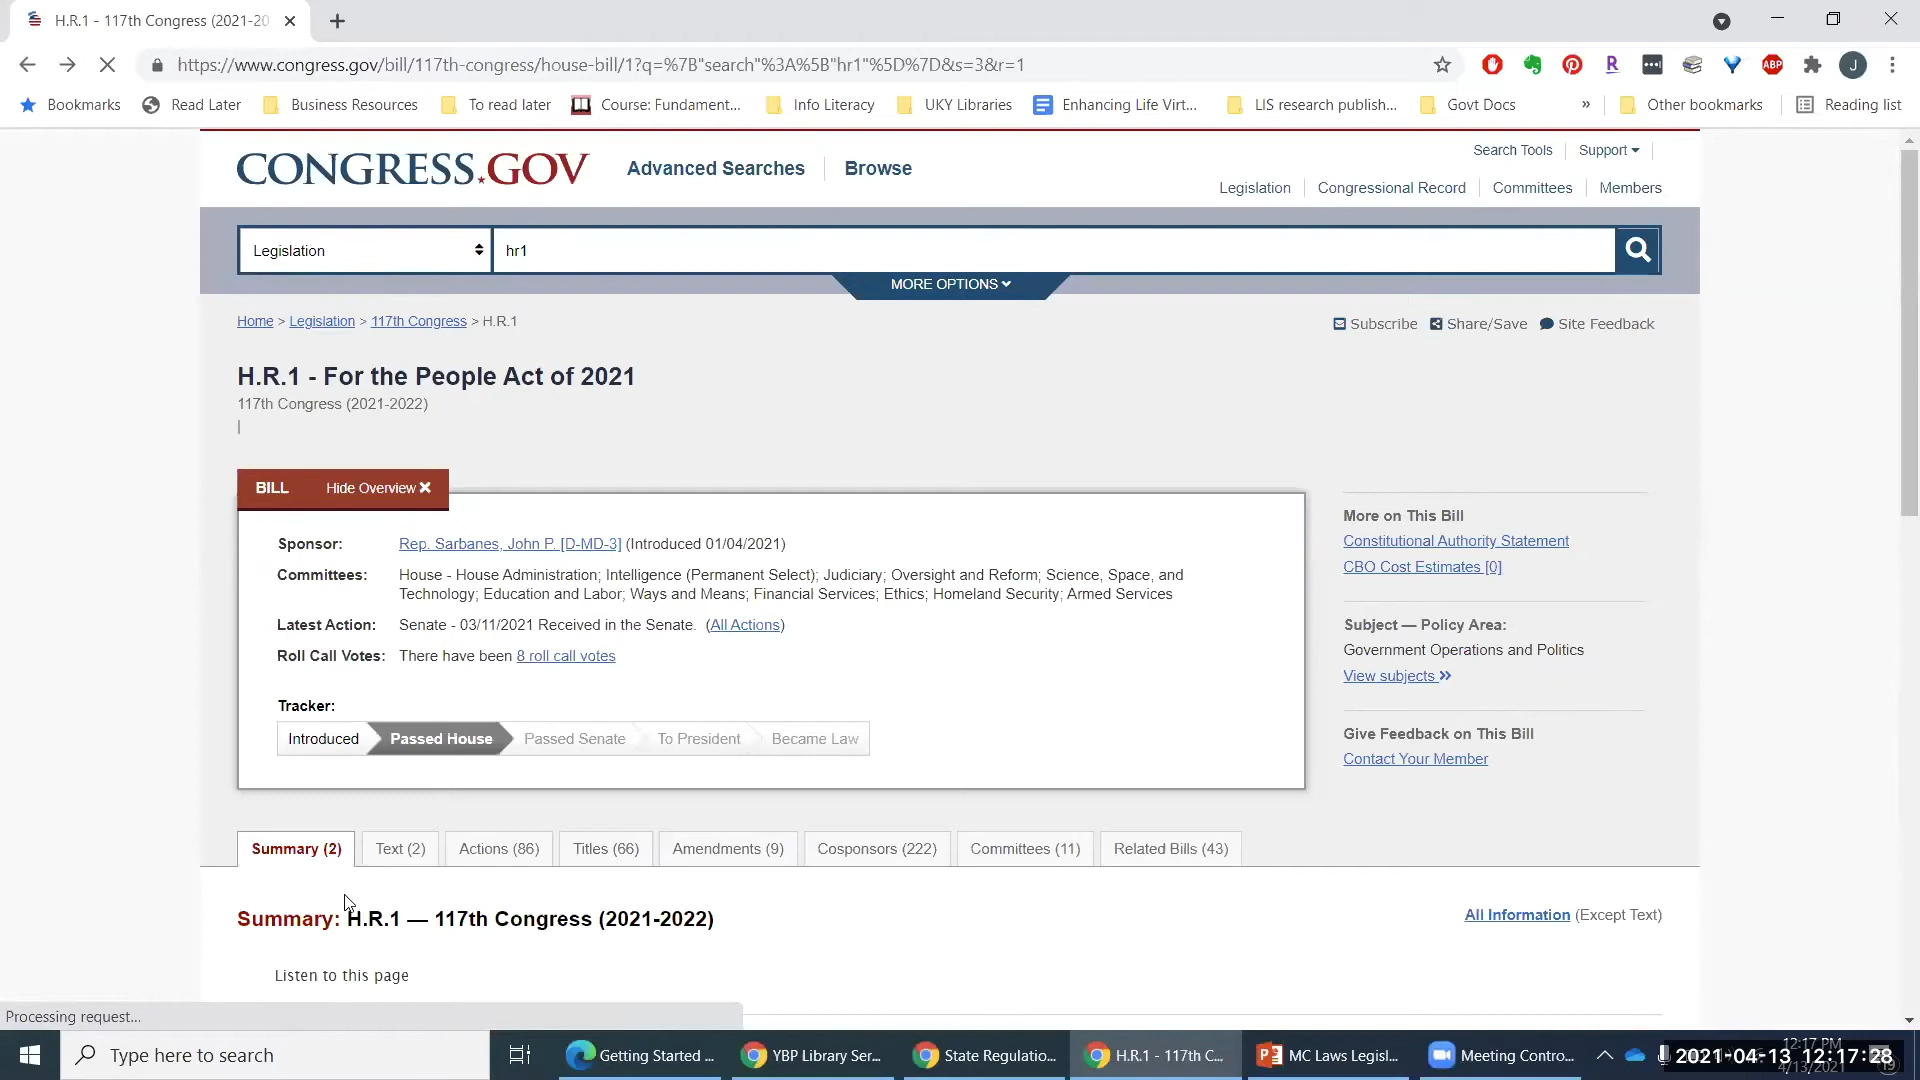 H.R.1 - 117th Congress (2021-20
https://www.congress.gov/bill/117th-congress/house-bill/1?q=%7B"search"%3A%5B"hr1"%5D%7D&s=3&r=1
ABP
J
Bookmarks
Read Later
Business Resources
To read later
Course: Fundament...
Info Literacy
UKY Libraries
Enhancing Life Virt...
LIS research publish...
Govt Docs
»
Other bookmarks
Reading list
CONGRESS.GOV
Advanced Searches
Browse
Search Tools
Support
Legislation
Congressional Record
Committees
Members
Legislation
hr1
MORE OPTIONS
Home > Legislation > 117th Congress > H.R.1
Subscribe
Share/Save
Site Feedback
H.R.1 - For the People Act of 2021
117th Congress (2021-2022)
|
BILL
Hide Overview
Sponsor: Rep. Sarbanes, John P. [D-MD-3] (Introduced 01/04/2021)
Committees: House - House Administration; Intelligence (Permanent Select); Judiciary; Oversight and Reform; Science, Space, and
Technology; Education and Labor; Ways and Means; Financial Services; Ethics; Homeland Security; Armed Services
Latest Action: Senate - 03/11/2021 Received in the Senate. (All Actions)
Roll Call Votes: There have been 8 roll call votes
Tracker:
Introduced
Passed House
Passed Senate
To President
Became Law
More on This Bill
Constitutional Authority Statement
CBO Cost Estimates [0]
Subject — Policy Area:
Government Operations and Politics
View subjects
Give Feedback on This Bill
Contact Your Member
Summary (2)
Text (2)
Actions (86)
Titles (66)
Amendments (9)
Cosponsors (222)
Committees (11)
Related Bills (43)
Summary: H.R.1 — 117th Congress (2021-2022)
All Information (Except Text)
Listen to this page
Processing request...
Type here to search
Getting Started ...
YBP Library Ser...
State Regulatio...
H.R.1 - 117th C...
MC Laws Legisl...
Meeting Contro...
12:17 PM
2021-04-13 12:17:28
4/13/2021
19